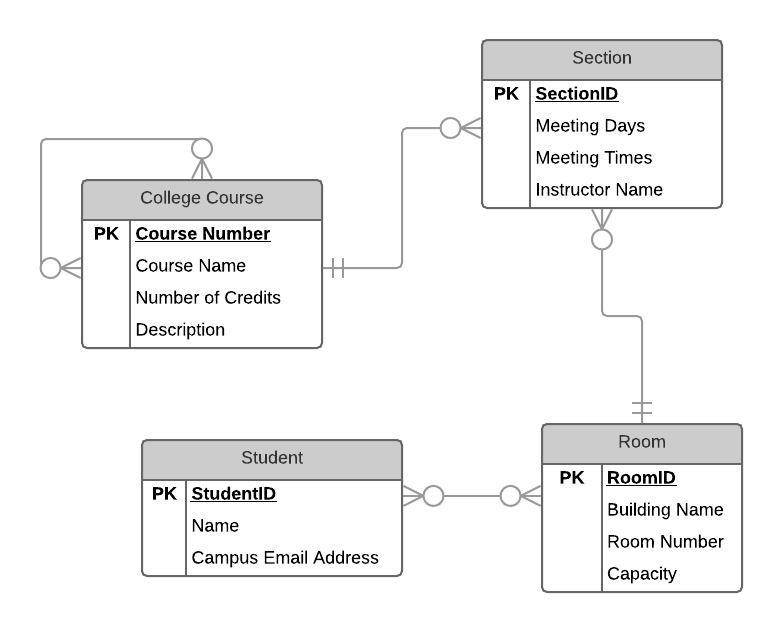 Section
PK SectionID
Meeting Days
Meeting Times
Instructor Name
College Course
PK Course Number
Course Name
Number of Credits
Description
Student
PK StudentID
Name
Campus Email Address
Room
PK RoomID
Building Name
Room Number
Capacity